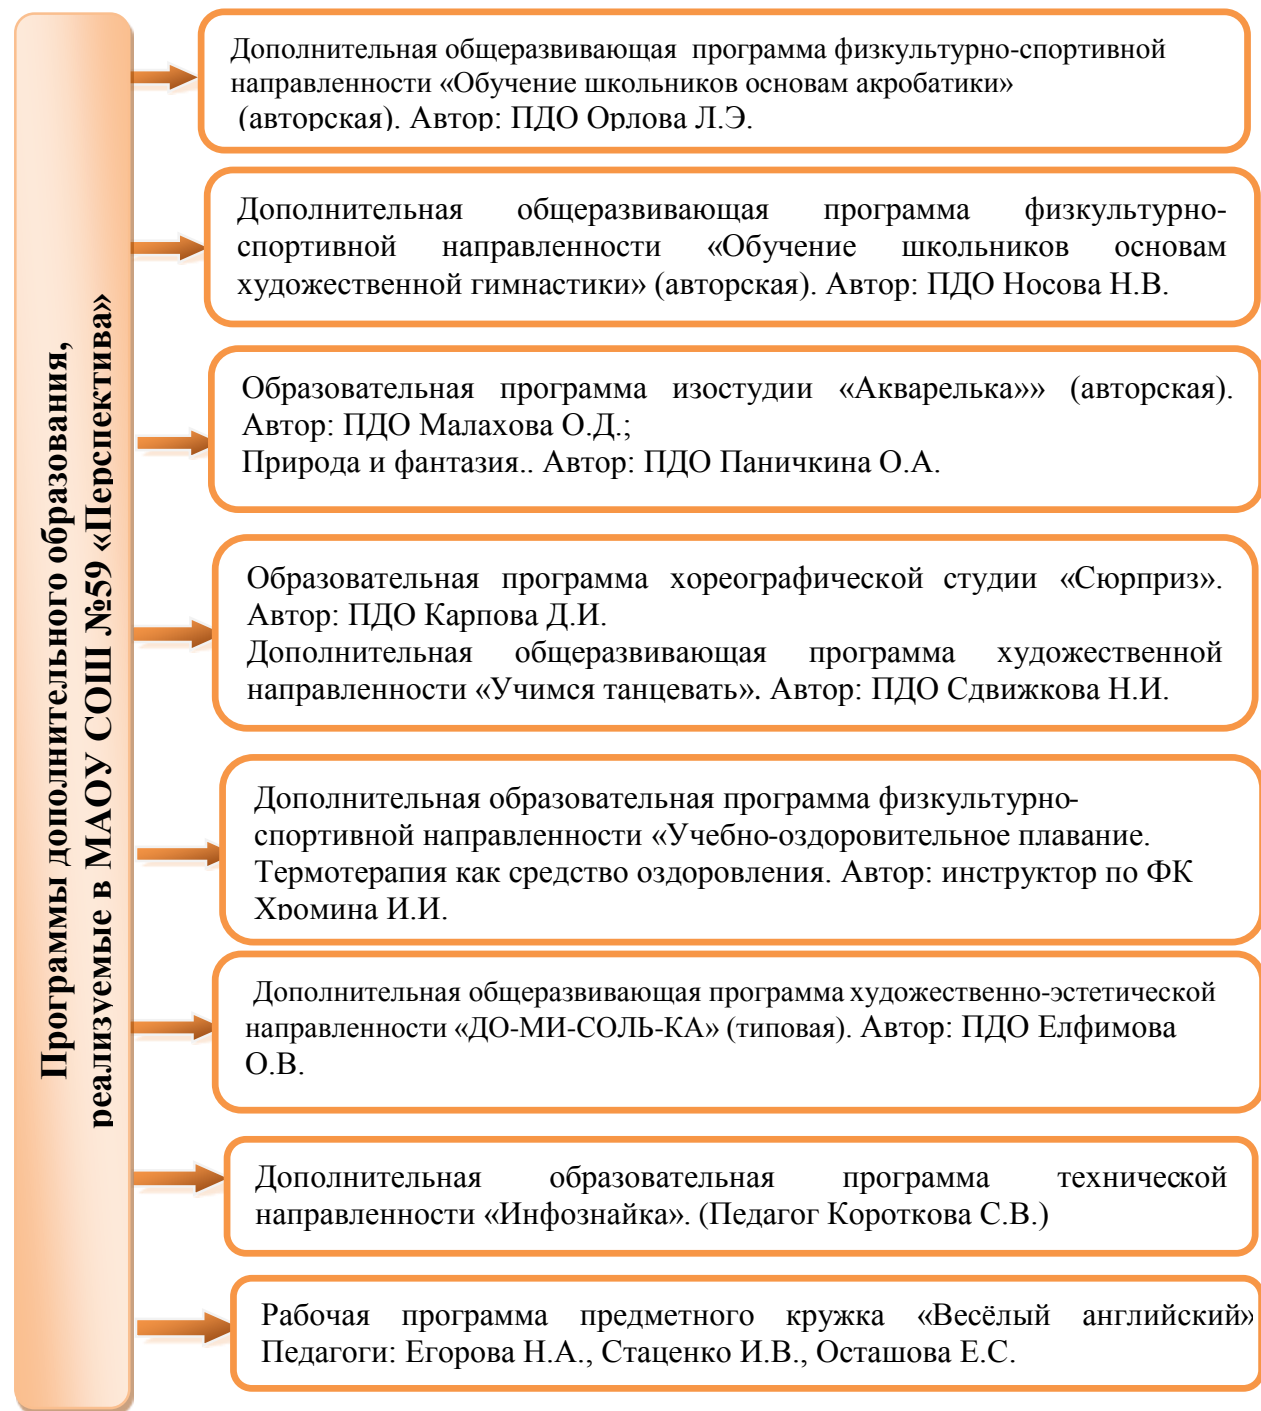 Программы дополнительного образования,
реализуемые в МАОУ СОШ №59 «Перспектива»
Дополнительная общеразвивающая программа физкультурно-спортивной
направленности «Обучение школьников основам акробатики»
(авторская). Автор: ПДО Орлова Л.Э.
Дополнительная общеразвивающая программа физкультурно-
спортивной направленности «Обучение школьников основам
художественной гимнастики» (авторская). Автор: ПДО Носова Н.В.
Образовательная программа изостудии «Акварелька»» (авторская).
Автор: ПДО Малахова О.Д.;
Природа и фантазия.. Автор: ПДО Паничкина О.А.
Образовательная программа хореографической студии «Сюрприз».
Автор: ПДО Карпова Д.И.
Дополнительная общеразвивающая программа художественной
направленности «Учимся танцевать». Автор: ПДО Сдвижкова Н.И.
Дополнительная образовательная программа физкультурно-
спортивной направленности «Учебно-оздоровительное плавание.
Термотерапия как средство оздоровления. Автор: инструктор по ФК
Хромина И.И.
Дополнительная общеразвивающая программа художественно-эстетической
направленности «ДО-МИ-СОЛЬ-КА» (типовая). Автор: ПДО Елфимова
О.В.
Дополнительная образовательная программа технической
направленности «Инфознайка». (Педагог Короткова С.В.)
Рабочая программа предметного кружка «Весёлый английский»
Педагоги: Егорова Н.А., Стаценко И.В., Осташова Е.С.